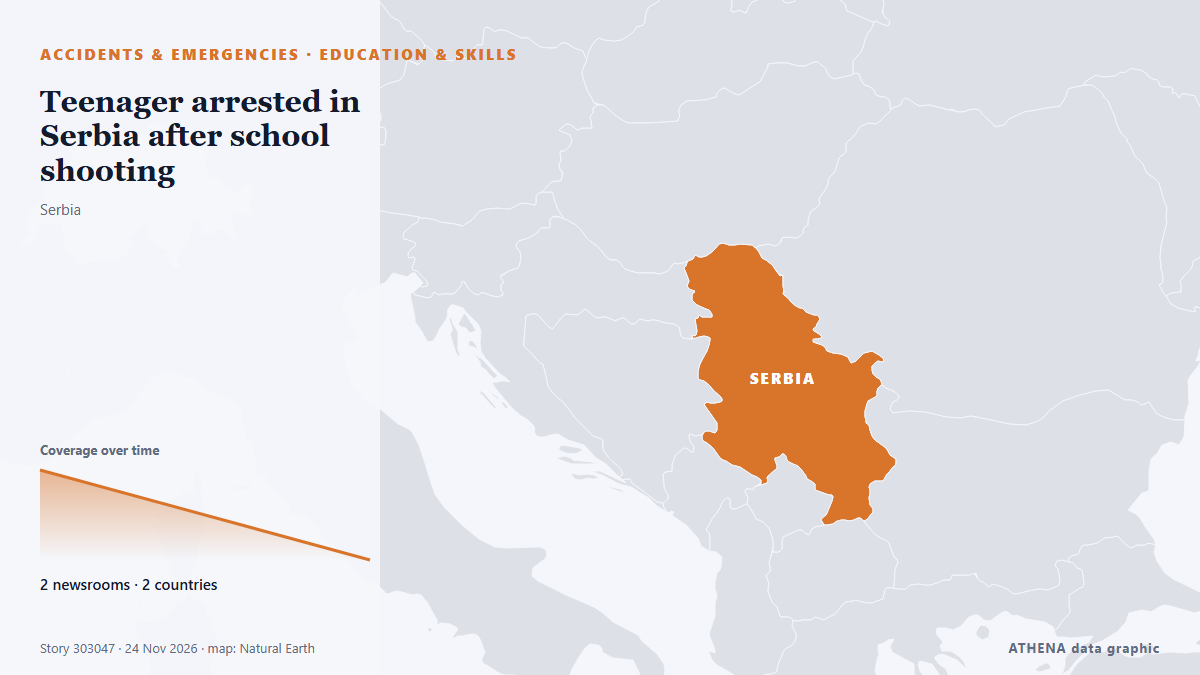 ACCIDENTS & EMERGENCIES · EDUCATION & SKILLS
Teenager arrested in
Serbia after school
shooting
Serbia
SERBIA
Coverage over time
2 newsrooms · 2 countries
Story 303047 · 24 Nov 2026 · map: Natural Earth
ATHENA data graphic